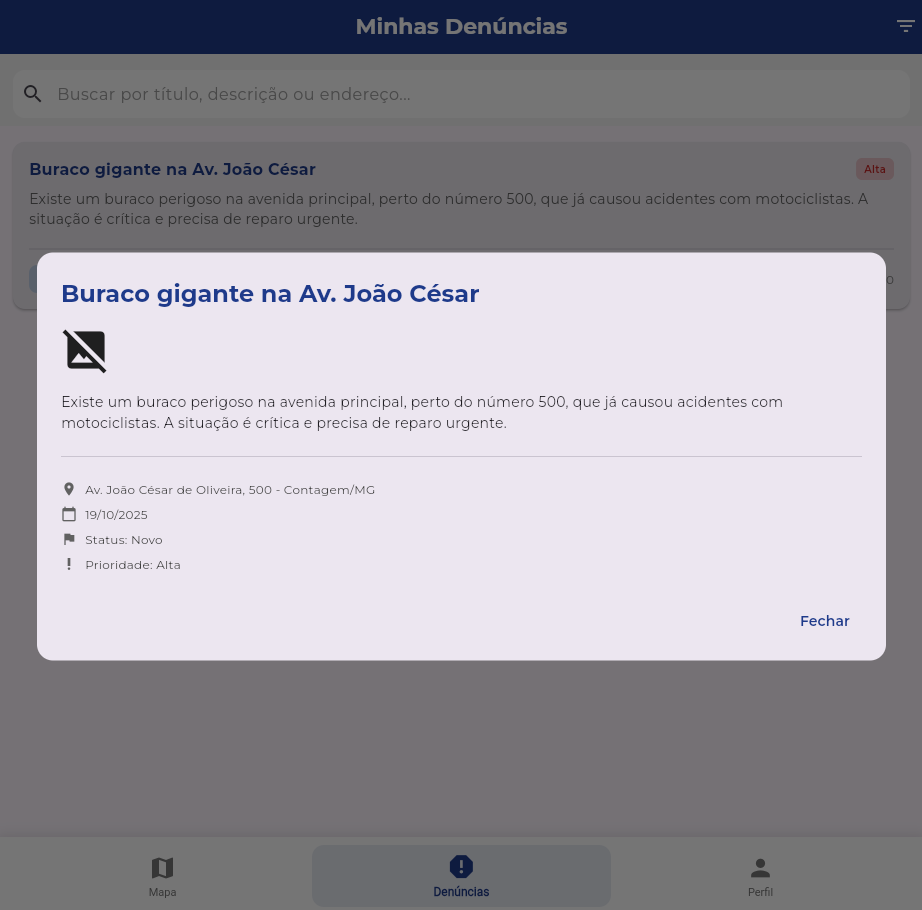 Minhas Denúncias
Buscar por título, descrição ou endereço...
Buraco gigante na Av. João César
Alta
Existe um buraco perigoso na avenida principal, perto do número 500, que já causou acidentes com motociclistas. A
situação é crítica e precisa de reparo urgente.
Buraco gigante na Av. João César
Existe um buraco perigoso na avenida principal, perto do número 500, que já causou acidentes com
motociclistas. A situação é crítica e precisa de reparo urgente.
Av. João César de Oliveira, 500 - Contagem/MG
19/10/2025
Status: Novo
Prioridade: Alta
Fechar
Mapa
Denúncias
Perfil